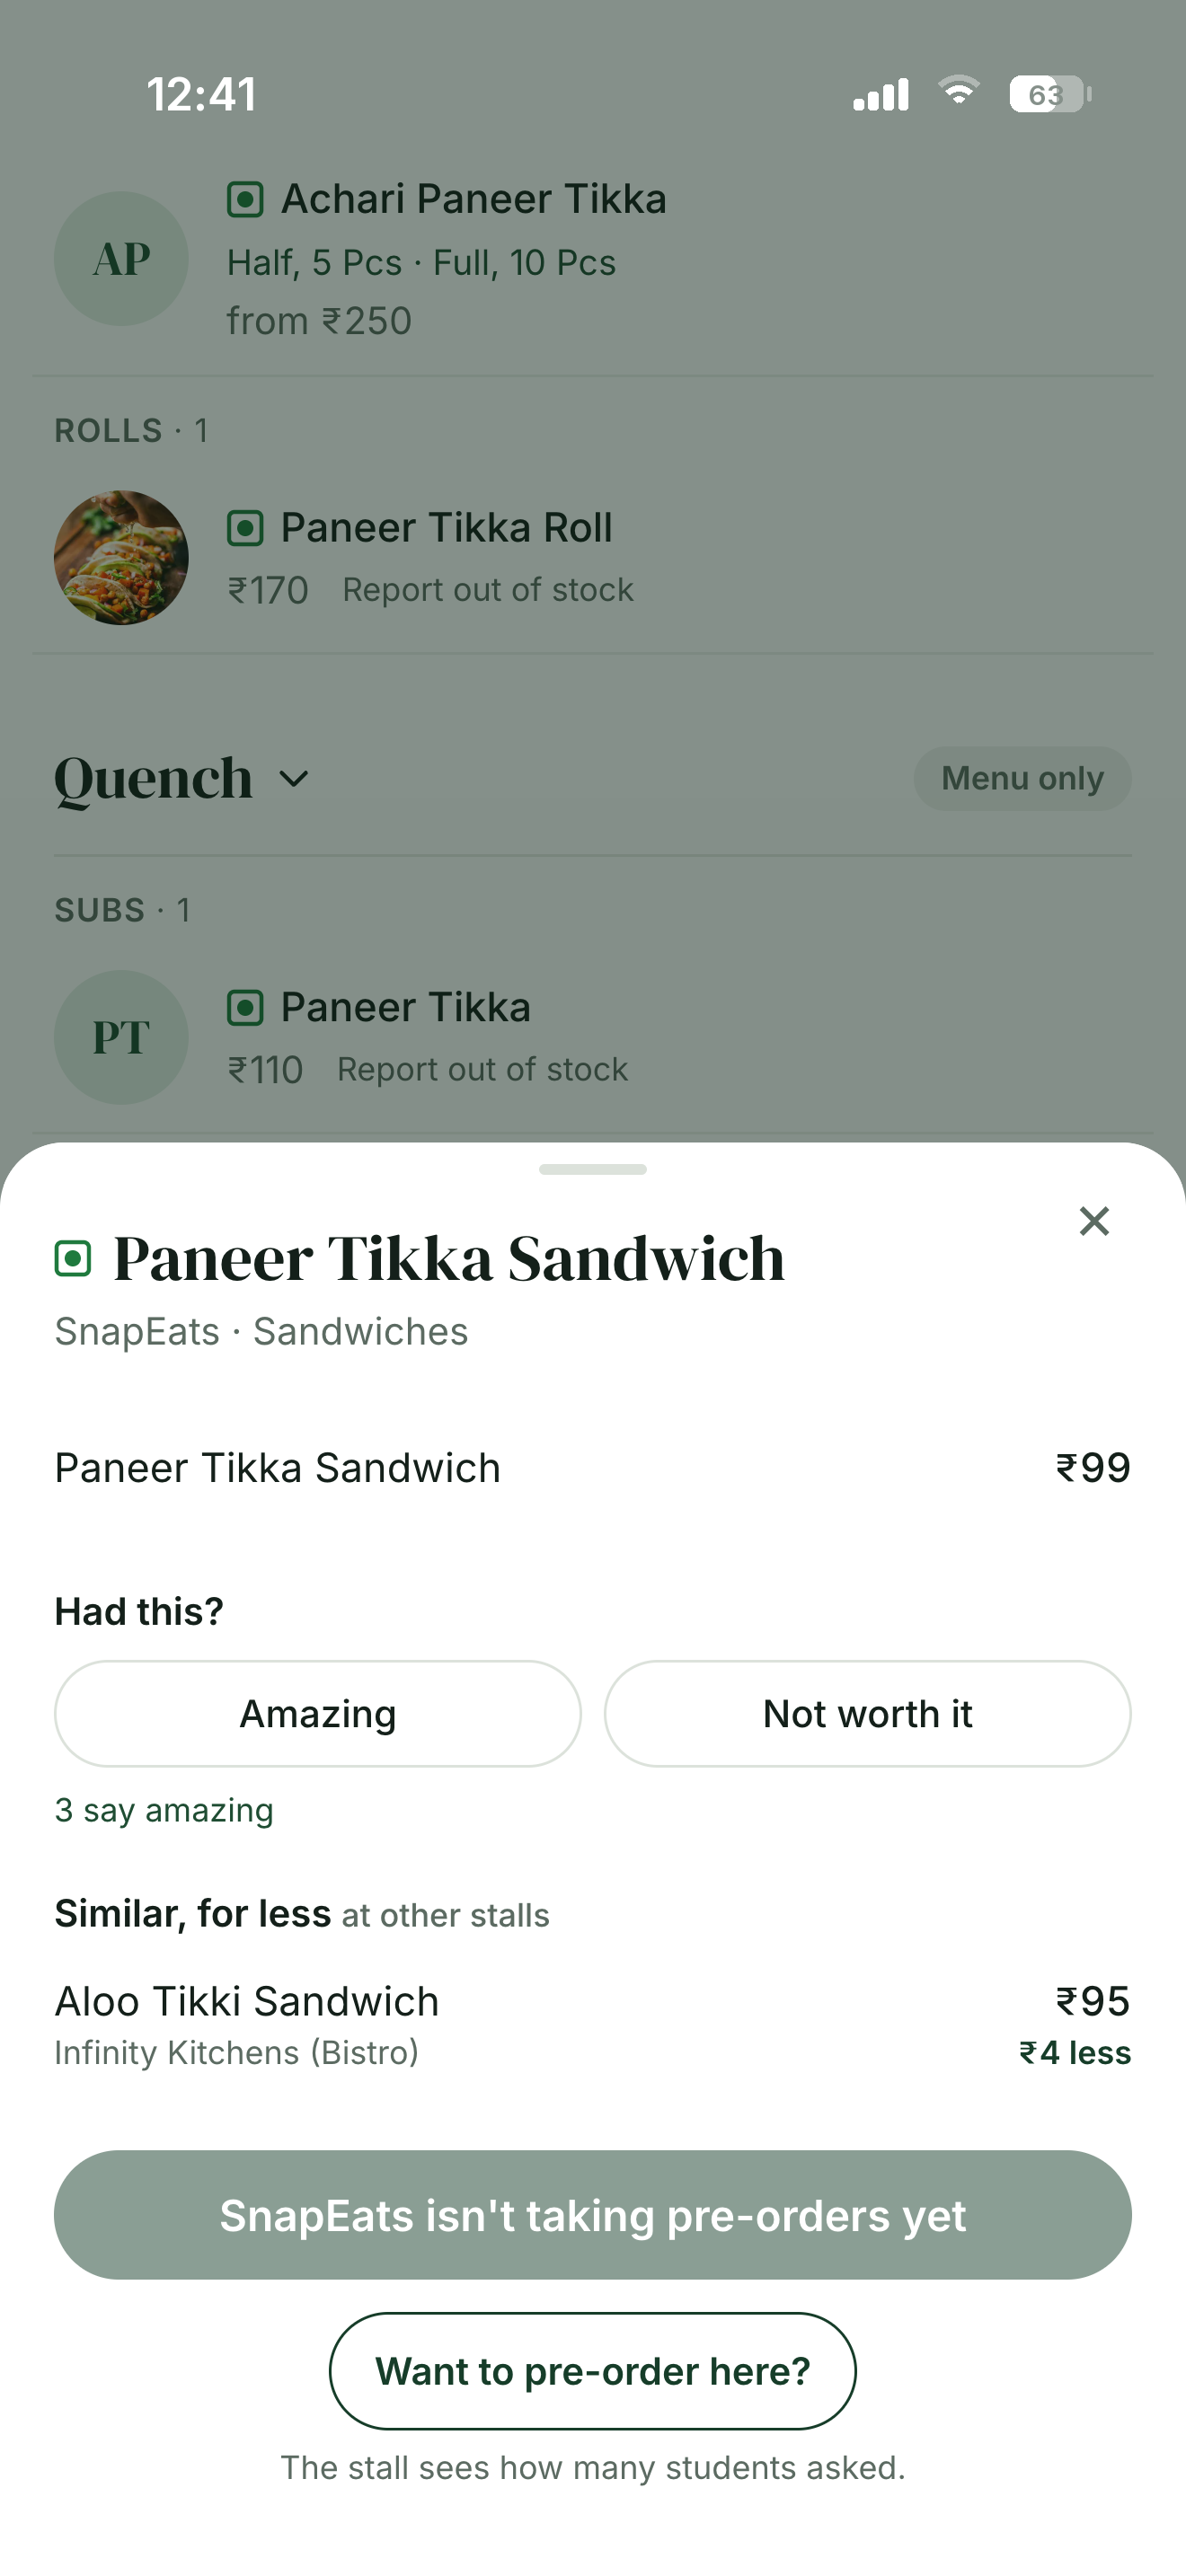 12:41
63
AP
Achari Paneer Tikka
Half, 5 Pcs · Full, 10 Pcs
from ₹250
ROLLS · 1
Paneer Tikka Roll
₹170 Report out of stock
Quench
Menu only
SUBS · 1
PT
Paneer Tikka
₹110 Report out of stock
Paneer Tikka Sandwich
SnapEats · Sandwiches
Paneer Tikka Sandwich ₹99
Had this?
Amazing
Not worth it
3 say amazing
Similar, for less at other stalls
Aloo Tikki Sandwich ₹95
Infinity Kitchens (Bistro) ₹4 less
SnapEats isn't taking pre-orders yet
Want to pre-order here?
The stall sees how many students asked.